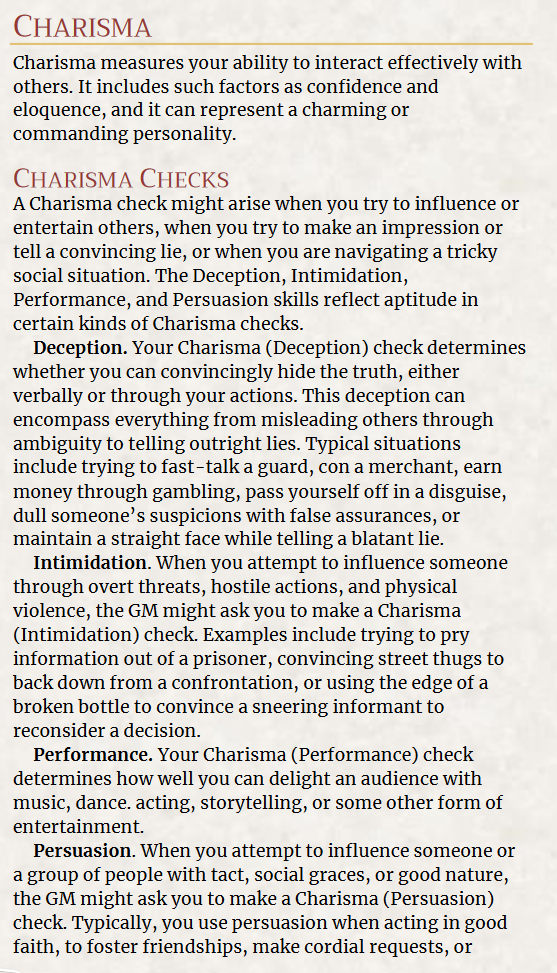 CHARISMA
Charisma measures your ability to interact effectively with
others. It includes such factors as confidence and
eloquence, and it can represent a charming or
commanding personality.
CHARISMA CHECKS
A Charisma check might arise when you try to influence or
entertain others, when you try to make an impression or
tell a convincing lie, or when you are navigating a tricky
social situation. The Deception, Intimidation,
Performance, and Persuasion skills reflect aptitude in
certain kinds of Charisma checks.
Deception. Your Charisma (Deception) check determines
whether you can convincingly hide the truth, either
verbally or through your actions. This deception can
encompass everything from misleading others through
ambiguity to telling outright lies. Typical situations
include trying to fast-talk a guard, con a merchant, earn
money through gambling, pass yourself off in a disguise,
dull someone’s suspicions with false assurances, or
maintain a straight face while telling a blatant lie.
Intimidation. When you attempt to influence someone
through overt threats, hostile actions, and physical
violence, the GM might ask you to make a Charisma
(Intimidation) check. Examples include trying to pry
information out of a prisoner, convincing street thugs to
back down from a confrontation, or using the edge of a
broken bottle to convince a sneering informant to
reconsider a decision.
Performance. Your Charisma (Performance) check
determines how well you can delight an audience with
music, dance. acting, storytelling, or some other form of
entertainment.
Persuasion. When you attempt to influence someone or
a group of people with tact, social graces, or good nature,
the GM might ask you to make a Charisma (Persuasion)
check. Typically, you use persuasion when acting in good
faith, to foster friendships, make cordial requests, or